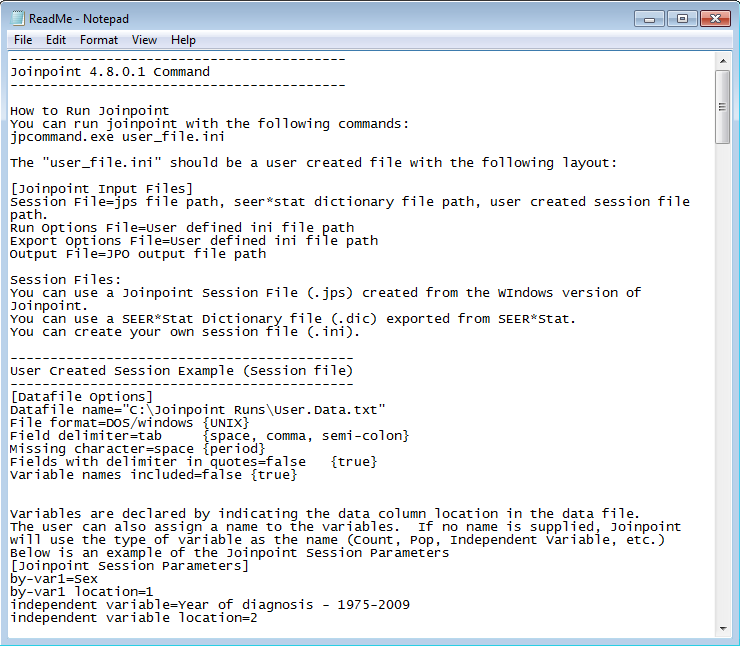 ReadMe - Notepad
File Edit Format View Help
------------------------------------------
Joinpoint 4.8.0.1 Command
------------------------------------------
How to Run Joinpoint
You can run joinpoint with the following commands:
jpcommand.exe user_file.ini
The "user_file.ini" should be a user created file with the following layout:
[Joinpoint Input Files]
Session File=jps file path, seer*stat dictionary file path, user created session file
path.
Run Options File=User defined ini file path
Export Options File=User defined ini file path
Output File=JPO output file path
Session Files:
You can use a Joinpoint Session File (.jps) created from the WIndows version of
Joinpoint.
You can use a SEER*Stat Dictionary file (.dic) exported from SEER*Stat.
You can create your own session file (.ini).
-------------------------------------------
User Created Session Example (Session file)
-------------------------------------------
[Datafile Options]
Datafile name="C:\Joinpoint Runs\User.Data.txt"
File format=DOS/windows {UNIX}
Field delimiter=tab     {space, comma, semi-colon}
Missing character=space {period}
Fields with delimiter in quotes=false   {true}
Variable names included=false {true}
Variables are declared by indicating the data column location in the data file.
The user can also assign a name to the variables.  If no name is supplied, Joinpoint
will use the type of variable as the name (Count, Pop, Independent Variable, etc.)
Below is an example of the Joinpoint Session Parameters
[Joinpoint Session Parameters]
by-var1=Sex
by-var1 location=1
independent variable=Year of diagnosis - 1975-2009
independent variable location=2